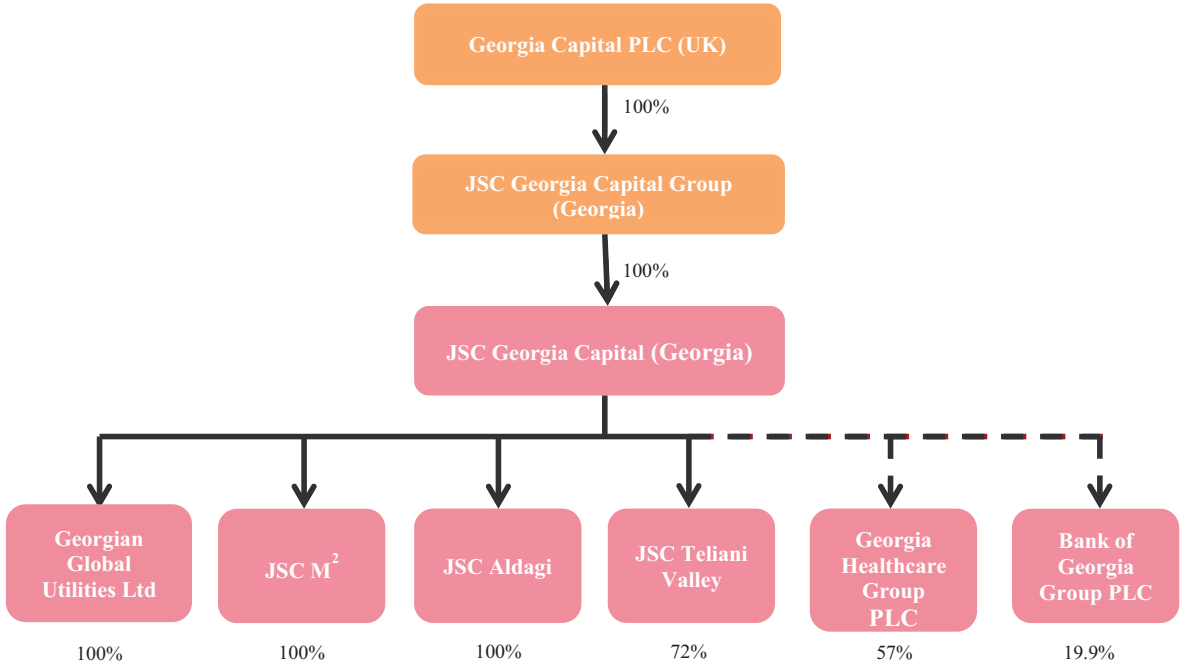 Georgia Capital PLC (UK)
100%
JSC Georgia Capital Group
(Georgia)
100%
JSC Georgia Capital (Georgia)
Georgian
Global
Utilities Ltd
JSC M²
JSC Aldagi
JSC Teliani
Valley
Georgia
Healthcare
Group
PLC
Bank of
Georgia
Group PLC
100%
100%
100%
72%
57%
19.9%